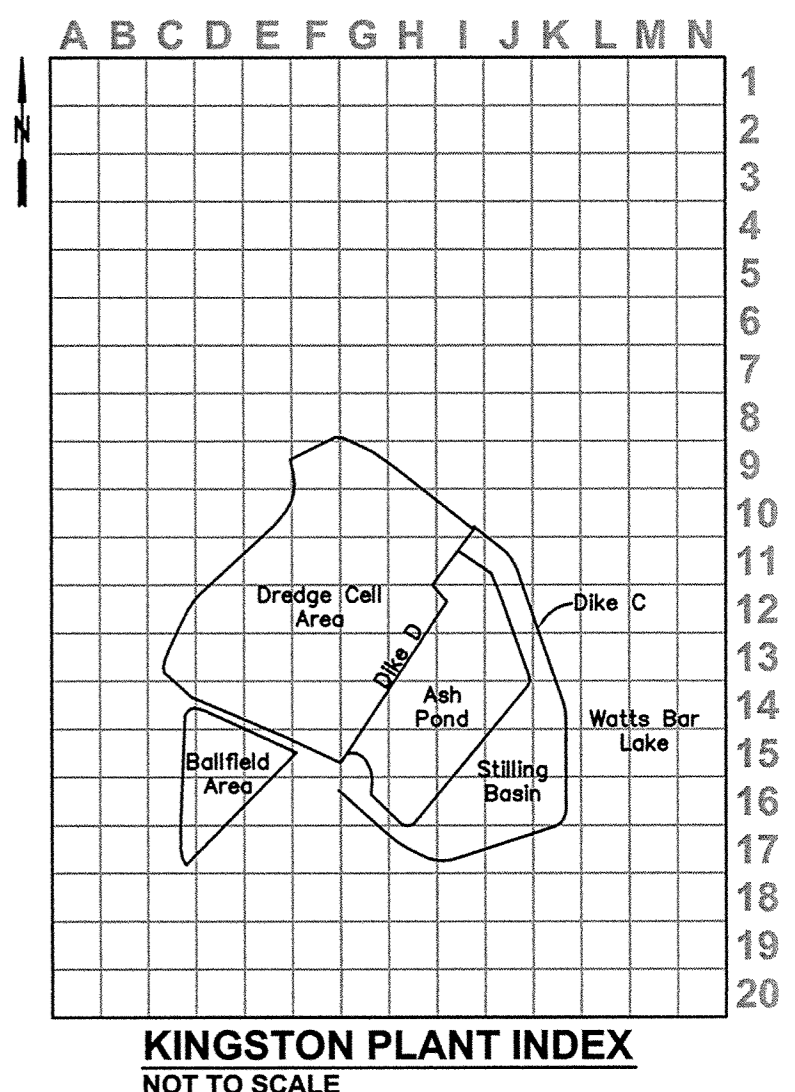 A B C D E F G H I J K L M N
1
N
2
3
4
5
6
7
8
9
10
11
Dredge Cell
Area
12
Dike C
Dike D
13
Ash
Pond
14
Watts Bar
Lake
Ballfield
Area
15
Stilling
Basin
16
17
18
19
20
KINGSTON PLANT INDEX
NOT TO SCALE